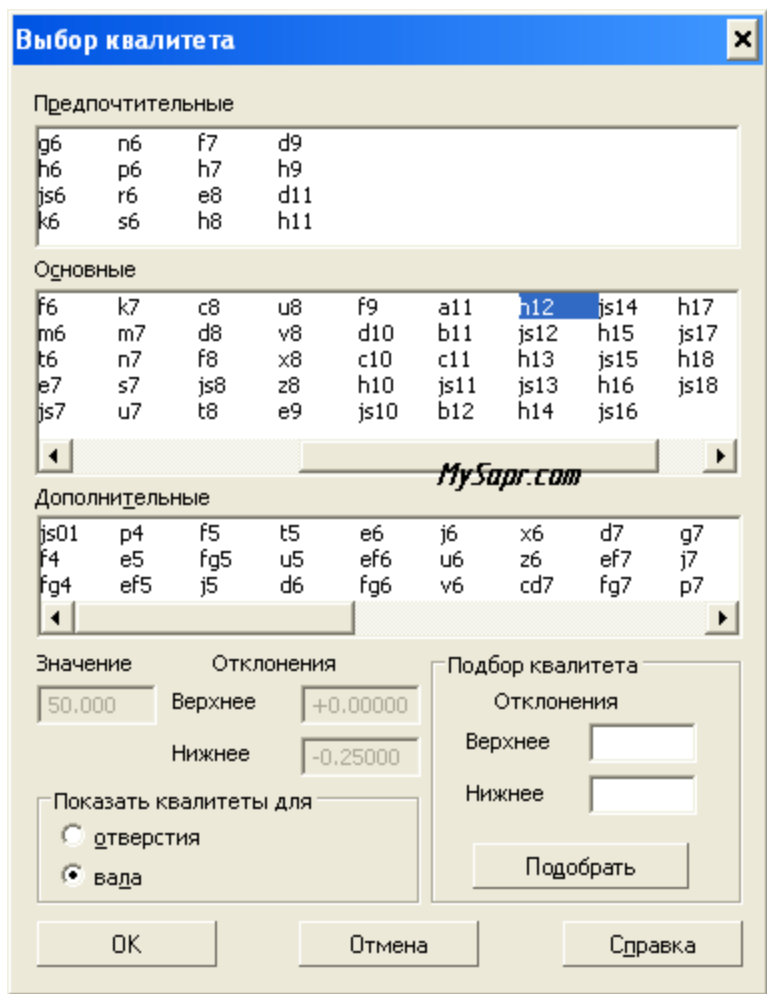 Выбор квалитета
Предпочтительные
g6 n6 f7 d9
h6 p6 h7 h9
js6 r6 e8 d11
k6 s6 h8 h11
Основные
f6 k7 c8 u8 f9 a11 h12 js14 h17
m6 m7 d8 v8 d10 b11 js12 h15 js17
t6 n7 f8 x8 c10 c11 h13 js15 h18
e7 s7 js8 z8 h10 js11 js13 h16 js18
js7 u7 t8 e9 js10 b12 h14 js16
MySapr.com
Дополнительные
js01 p4 f5 t5 e6 j6 x6 d7 g7
f4 e5 fg5 u5 ef6 u6 z6 ef7 j7
fg4 ef5 j5 d6 fg6 v6 cd7 fg7 p7
Значение Отклонения
50.000 Верхнее +0.00000
Нижнее -0.25000
Подбор квалитета
Отклонения
Верхнее
Нижнее
Подобрать
Показать квалитеты для
отверстия
вала
OK Отмена Справка